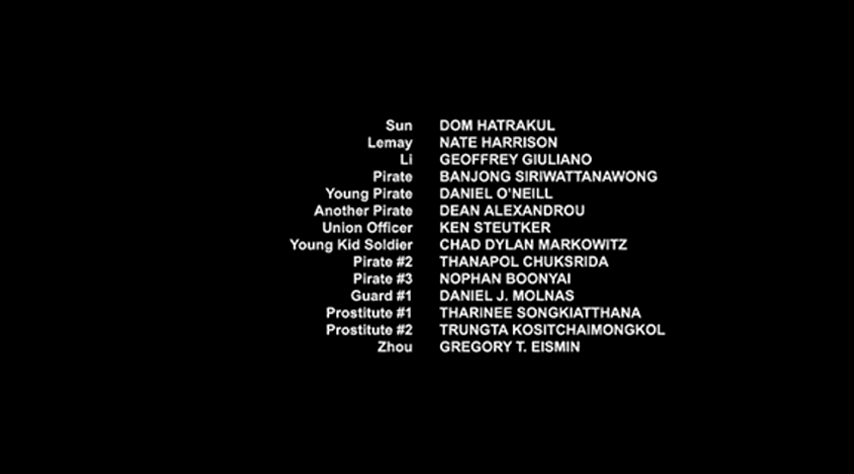 Sun DOM HATRAKUL
Lemay NATE HARRISON
Li GEOFFREY GIULIANO
Pirate BANJONG SIRIWATTANAWONG
Young Pirate DANIEL O'NEILL
Another Pirate DEAN ALEXANDROU
Union Officer KEN STEUTKER
Young Kid Soldier CHAD DYLAN MARKOWITZ
Pirate #2 THANAPOL CHUKSRIDA
Pirate #3 NOPHAN BOONYAI
Guard #1 DANIEL J. MOLNAS
Prostitute #1 THARINEE SONGKIATTHANA
Prostitute #2 TRUNGTA KOSITCHAIMONGKOL
Zhou GREGORY T. EISMIN